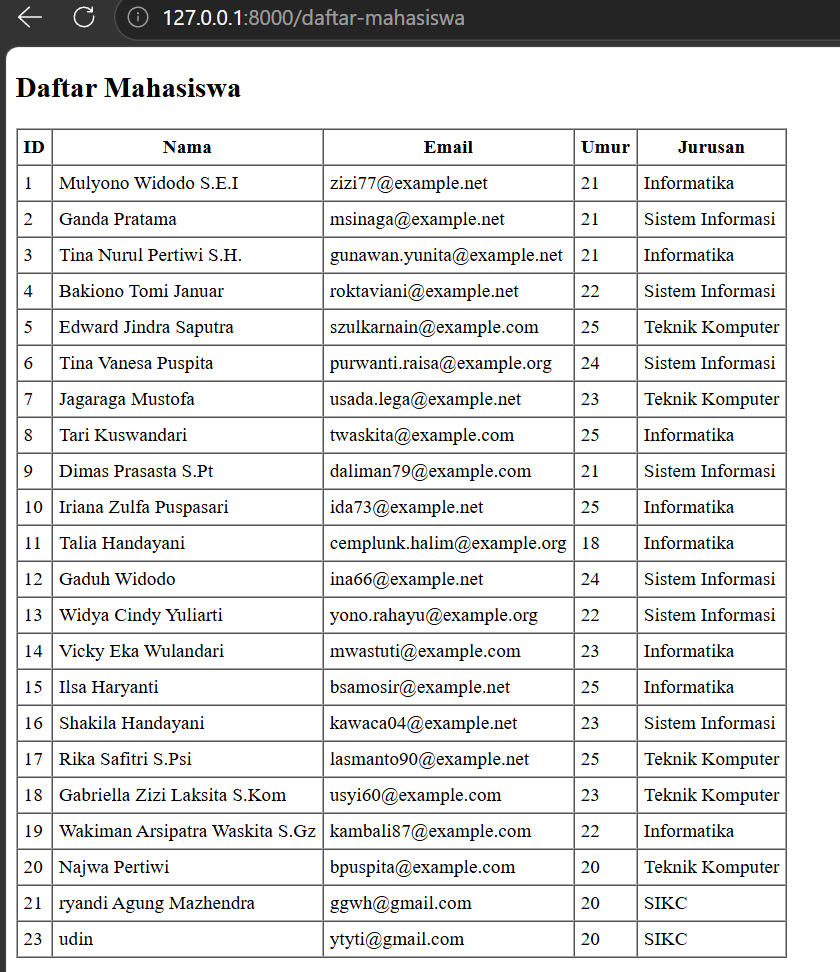 127.0.0.1:8000/daftar-mahasiswa
Daftar Mahasiswa
ID Nama Email Umur Jurusan
1 Mulyono Widodo S.E.I zizi77@example.net 21 Informatika
2 Ganda Pratama msinaga@example.net 21 Sistem Informasi
3 Tina Nurul Pertiwi S.H. gunawan.yunita@example.net 21 Informatika
4 Bakiono Tomi Januar roktaviani@example.net 22 Sistem Informasi
5 Edward Jindra Saputra szulkarnain@example.com 25 Teknik Komputer
6 Tina Vanesa Puspita purwanti.raisa@example.org 24 Sistem Informasi
7 Jagaraga Mustofa usada.lega@example.net 23 Teknik Komputer
8 Tari Kuswandari twaskita@example.com 25 Informatika
9 Dimas Prasasta S.Pt daliman79@example.com 21 Sistem Informasi
10 Iriana Zulfa Puspasari ida73@example.net 25 Informatika
11 Talia Handayani cemplunk.halim@example.org 18 Informatika
12 Gaduh Widodo ina66@example.net 24 Sistem Informasi
13 Widya Cindy Yuliarti yono.rahayu@example.org 22 Sistem Informasi
14 Vicky Eka Wulandari mwastuti@example.com 23 Informatika
15 Ilsa Haryanti bsamosir@example.net 25 Informatika
16 Shakila Handayani kawaca04@example.net 23 Sistem Informasi
17 Rika Safitri S.Psi lasmanto90@example.net 25 Teknik Komputer
18 Gabriella Zizi Laksita S.Kom usyi60@example.com 23 Teknik Komputer
19 Wakiman Arsipatra Waskita S.Gz kambali87@example.com 22 Informatika
20 Najwa Pertiwi bpuspita@example.com 20 Teknik Komputer
21 ryandi Agung Mazhendra ggwh@gmail.com 20 SIKC
23 udin ytyti@gmail.com 20 SIKC